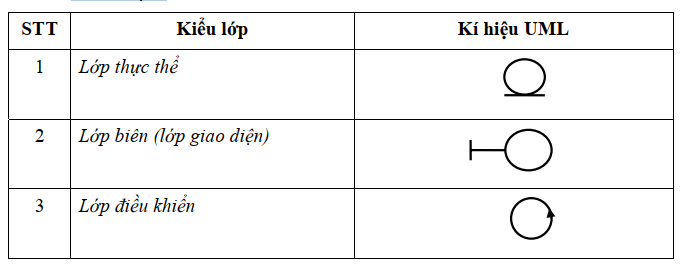 STT Kiểu lớp Kí hiệu UML
1 Lớp thực thể
2 Lớp biên (lớp giao diện)
3 Lớp điều khiển